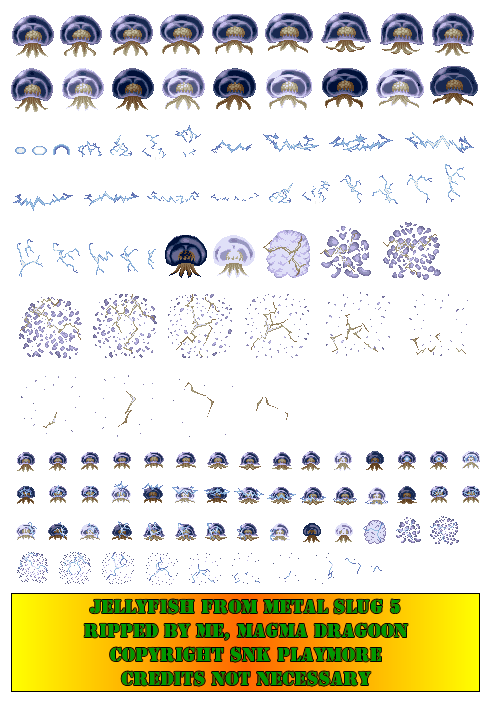 JELLYFISH FROM METAL SLUG 5
RIPPED BY ME, MAGMA DRAGOON
COPYRIGHT SNK PLAYMORE
CREDITS NOT NECESSARY